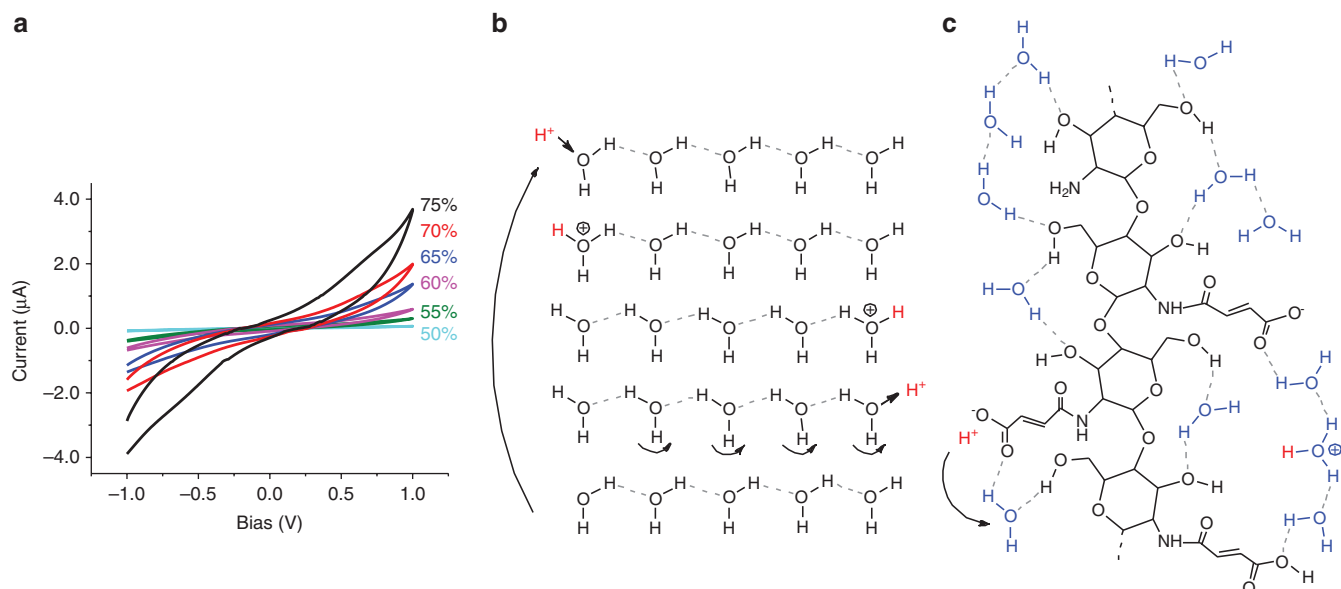 a
4.0
2.0
0.0
−2.0
−4.0
Current (µA)
−1.0
−0.5
0.0
0.5
1.0
Bias (V)
75%
70%
65%
60%
55%
50%
b
H⁺
H H H H H
O O O O O
H H H H H
H ⊕ H H H H H
O O O O O
H H H H H
H H H H H ⊕ H
O O O O O
H H H H H
H H H H H H⁺
O O O O O
H H H H H
H H H H H
O O O O O
H H H H H
c
H
O
H H
H O H
H
O
H
O
H
O
H
H
O
H₂N
H
O
H
O
H
O
H
H
O
H
H
O
H
O
O
H
O
NH
O
O⁻
O
H
O
H
O
H
O
H
O
O
H
O
H
H
O
H
H
⁻O
O
O
NH
O
H⁺
H
O
H
H
O
H
O
O
H
H
H O ⊕
H
H
O
H
NH
O
O
O
H